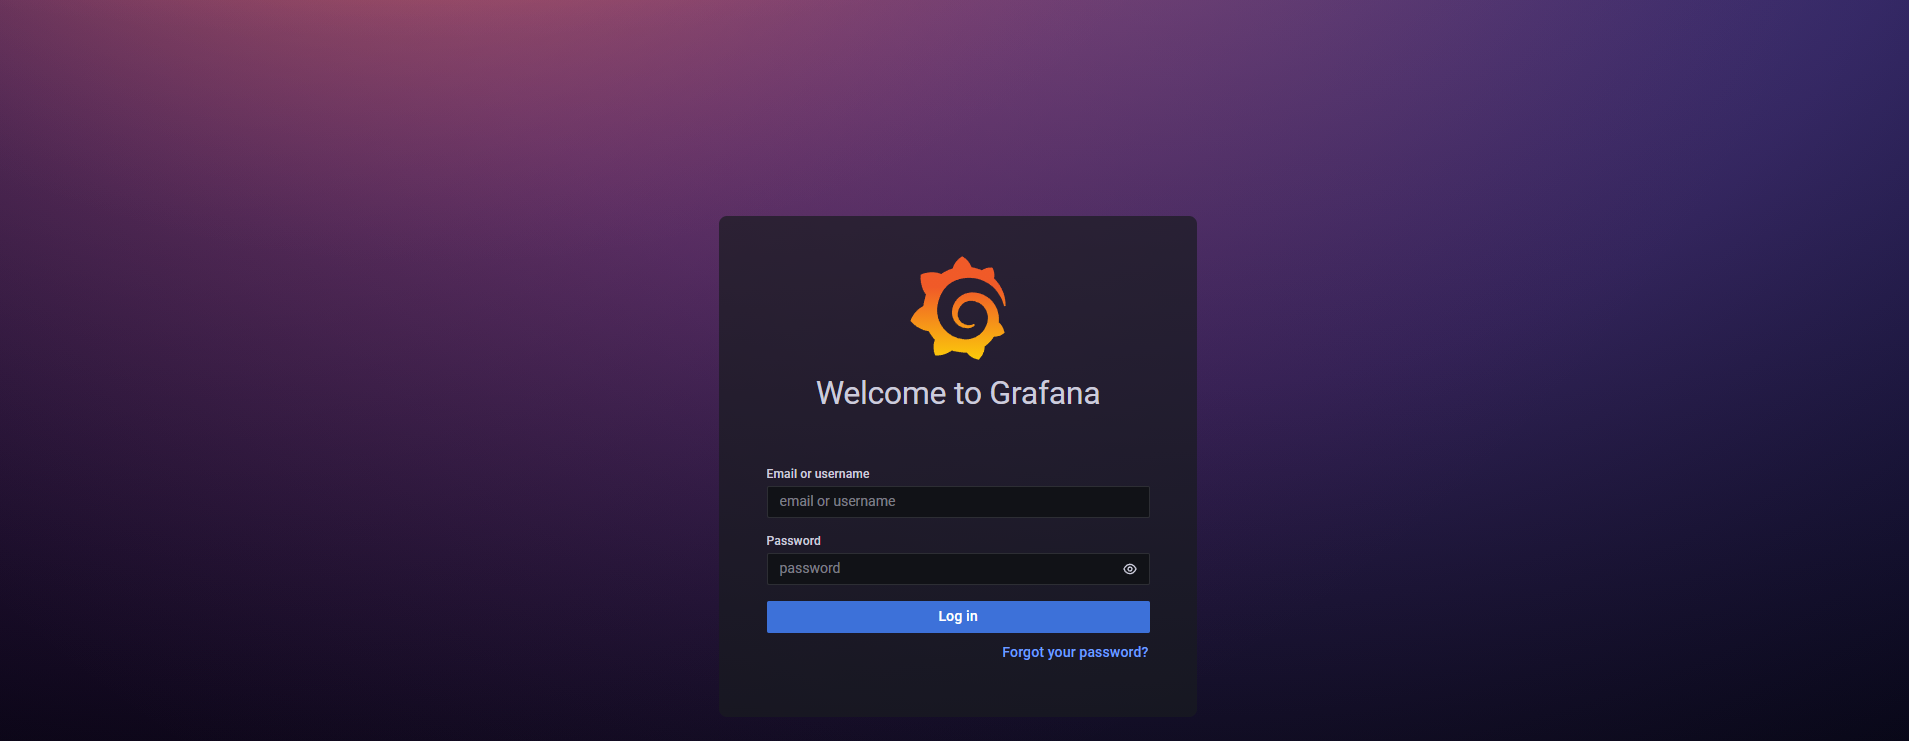 Welcome to Grafana
Email or username
email or username
Password
password
Log in
Forgot your password?